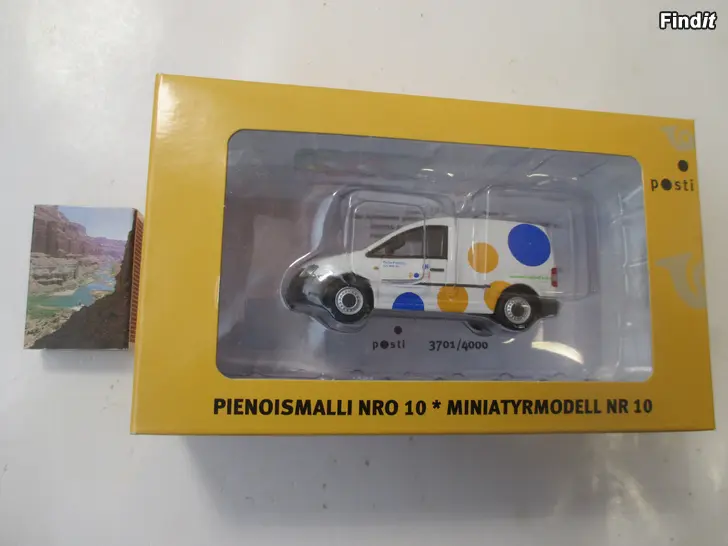 Findit
posti
posti 3701/4000
PIENOISMALLI NRO 10 * MINIATYRMODELL NR 10